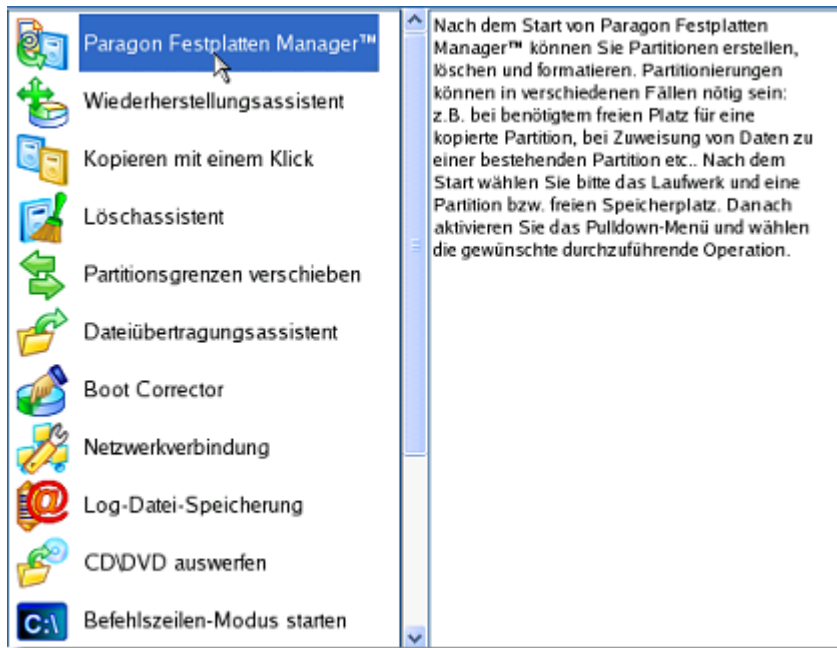 Paragon Festplatten Manager™
Wiederherstellungsassistent
Kopieren mit einem Klick
Löschassistent
Partitionsgrenzen verschieben
Dateiübertragungsassistent
Boot Corrector
Netzwerkverbindung
Log-Datei-Speicherung
CD\DVD auswerfen
C:\
Befehlszeilen-Modus starten
Nach dem Start von Paragon Festplatten
Manager™ können Sie Partitionen erstellen,
löschen und formatieren. Partitionierungen
können in verschiedenen Fällen nötig sein:
z.B. bei benötigtem freien Platz für eine
kopierte Partition, bei Zuweisung von Daten zu
einer bestehenden Partition etc.. Nach dem
Start wählen Sie bitte das Laufwerk und eine
Partition bzw. freien Speicherplatz. Danach
aktivieren Sie das Pulldown-Menü und wählen
die gewünschte durchzuführende Operation.